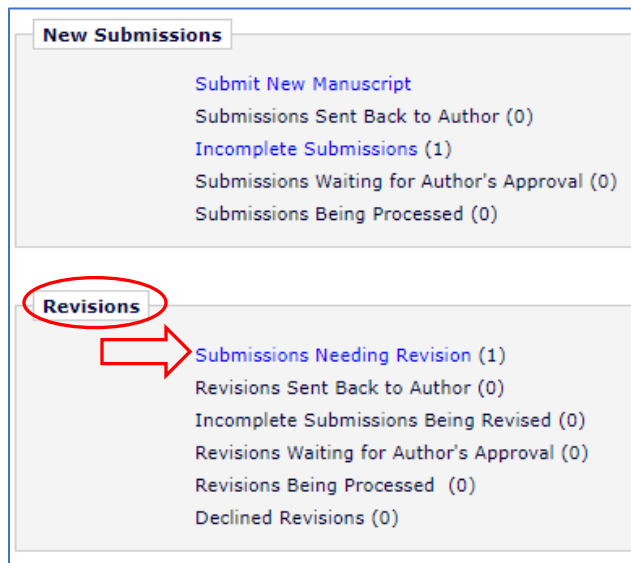 New Submissions
Submit New Manuscript
Submissions Sent Back to Author (0)
Incomplete Submissions (1)
Submissions Waiting for Author's Approval (0)
Submissions Being Processed (0)
Revisions
Submissions Needing Revision (1)
Revisions Sent Back to Author (0)
Incomplete Submissions Being Revised (0)
Revisions Waiting for Author's Approval (0)
Revisions Being Processed (0)
Declined Revisions (0)